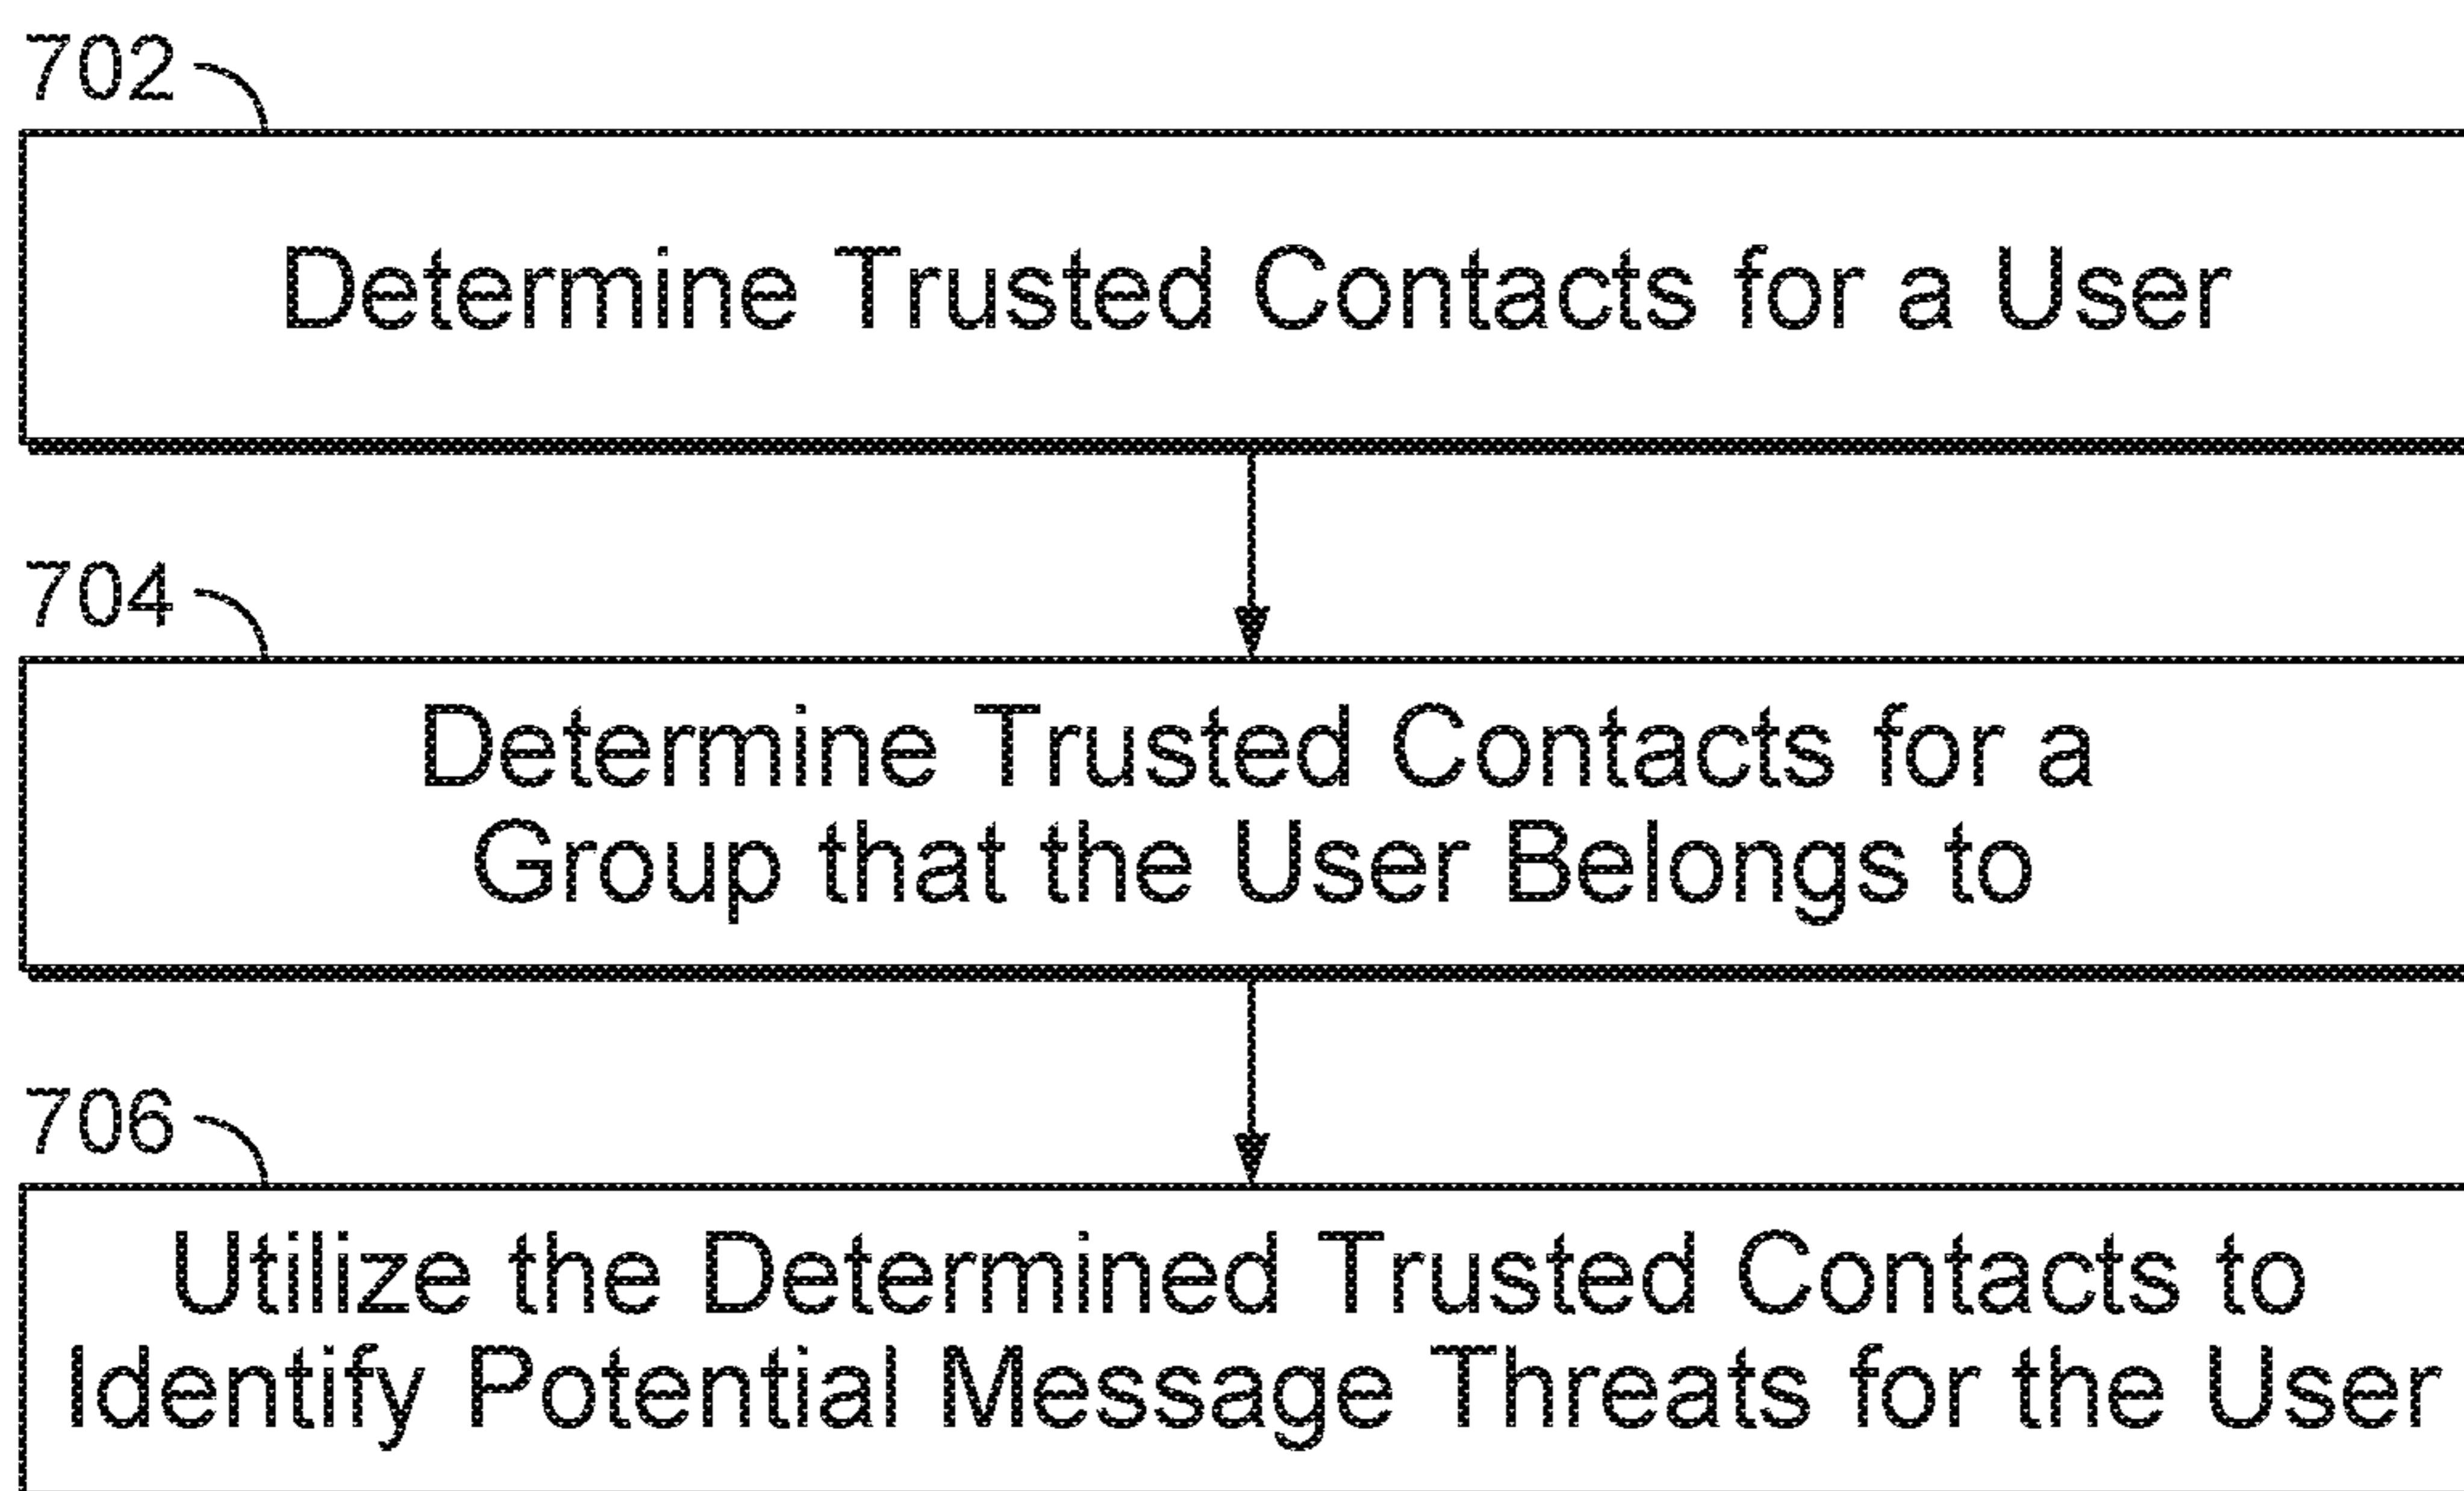 702
Determine Trusted Contacts for a User
704
Determine Trusted Contacts for a
Group that the User Belongs to
706
Utilize the Determined Trusted Contacts to
Identify Potential Message Threats for the User